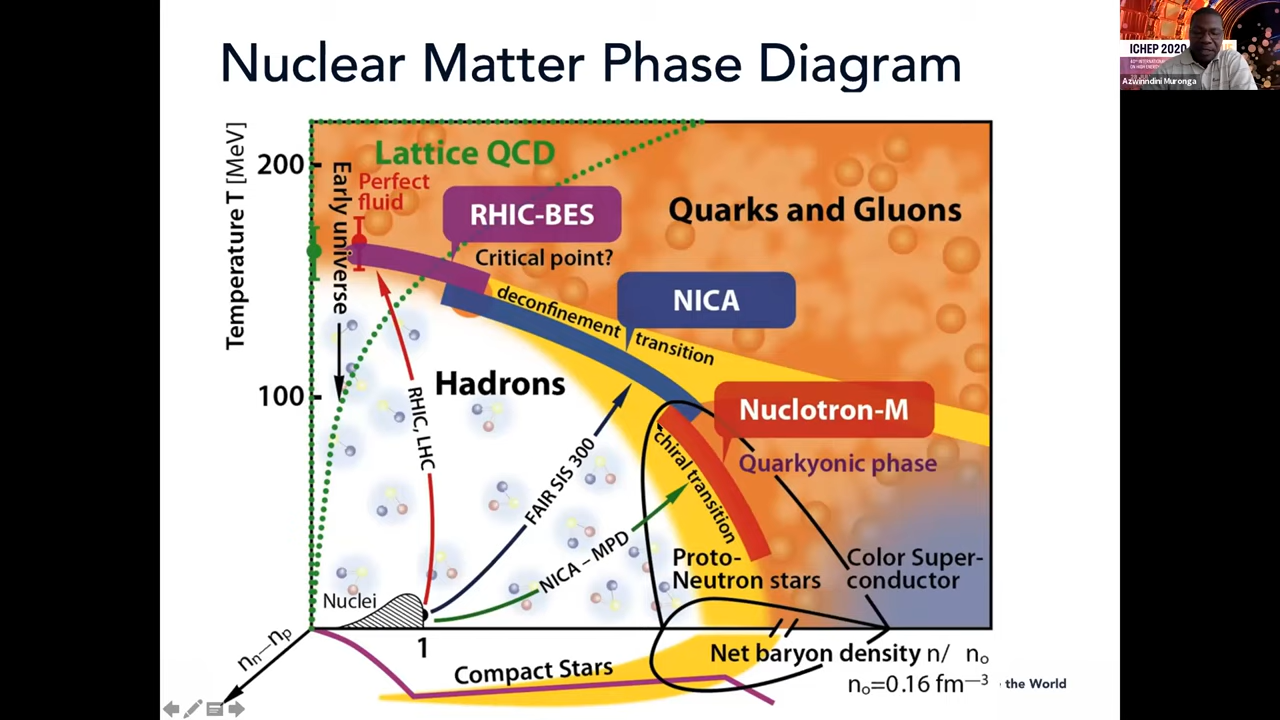 Nuclear Matter Phase Diagram
ICHEP 2020
Azwinndini Muronga
Temperature T [MeV]
200
100
Early universe
Lattice QCD
Perfect
fluid
RHIC-BES
Critical point?
Quarks and Gluons
NICA
deconfinement transition
Hadrons
RHIC, LHC
FAIR SIS 300
NICA – MPD
Nuclotron-M
chiral transition
Quarkyonic phase
Proto-
Neutron stars
Color Super-
conductor
Nuclei
1
nn—np
Compact Stars
Net baryon density n/ no
no=0.16 fm—3
the World